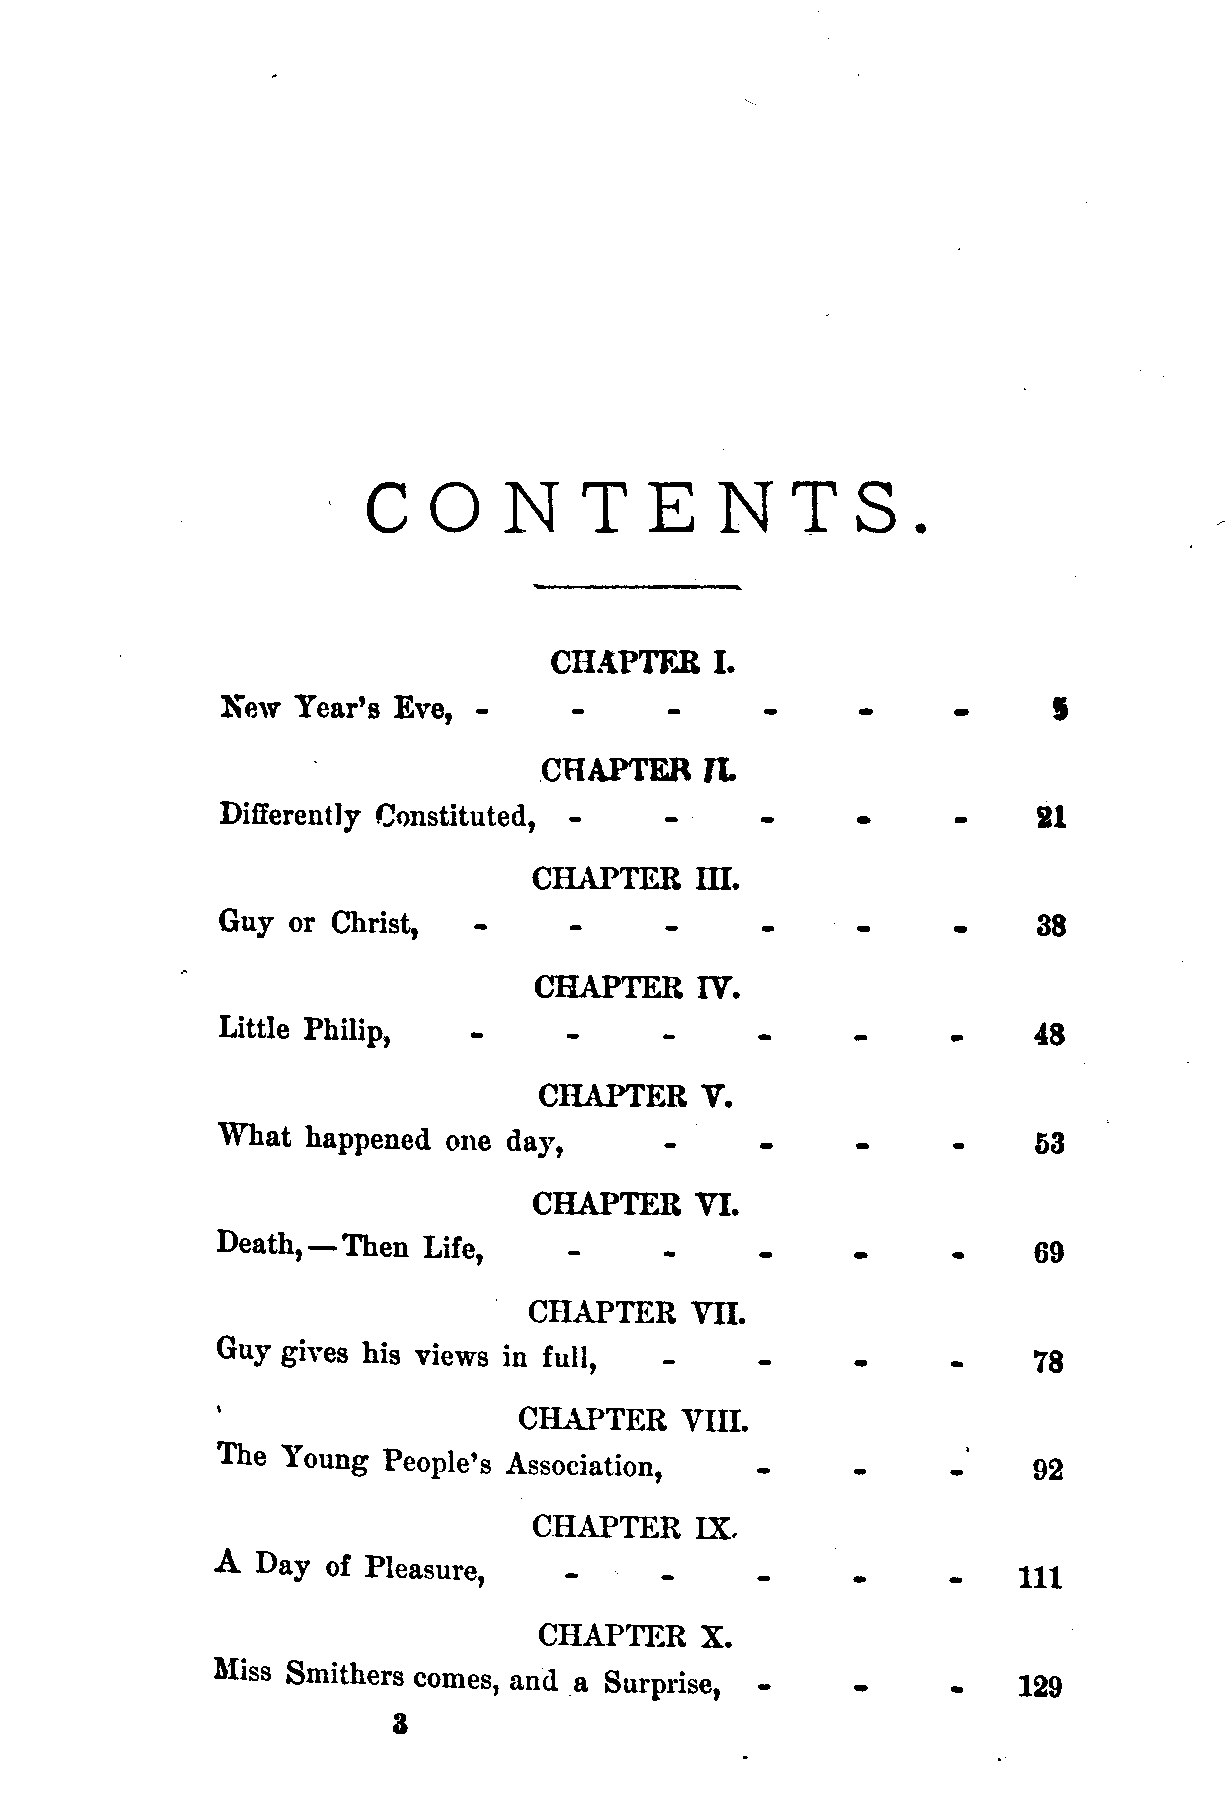 CONTENTS.
CHAPTER I.
New Year's Eve, - - - - - - 5
CHAPTER II.
Differently Constituted, - - - - - 21
CHAPTER III.
Guy or Christ, - - - - - - 38
CHAPTER IV.
Little Philip, - - - - - - 48
CHAPTER V.
What happened one day, - - - - 53
CHAPTER VI.
Death,—Then Life, - - - - - 69
CHAPTER VII.
Guy gives his views in full, - - - - 78
CHAPTER VIII.
The Young People's Association, - - - 92
CHAPTER IX.
A Day of Pleasure, - - - - - 111
CHAPTER X.
Miss Smithers comes, and a Surprise, - - - 129
3